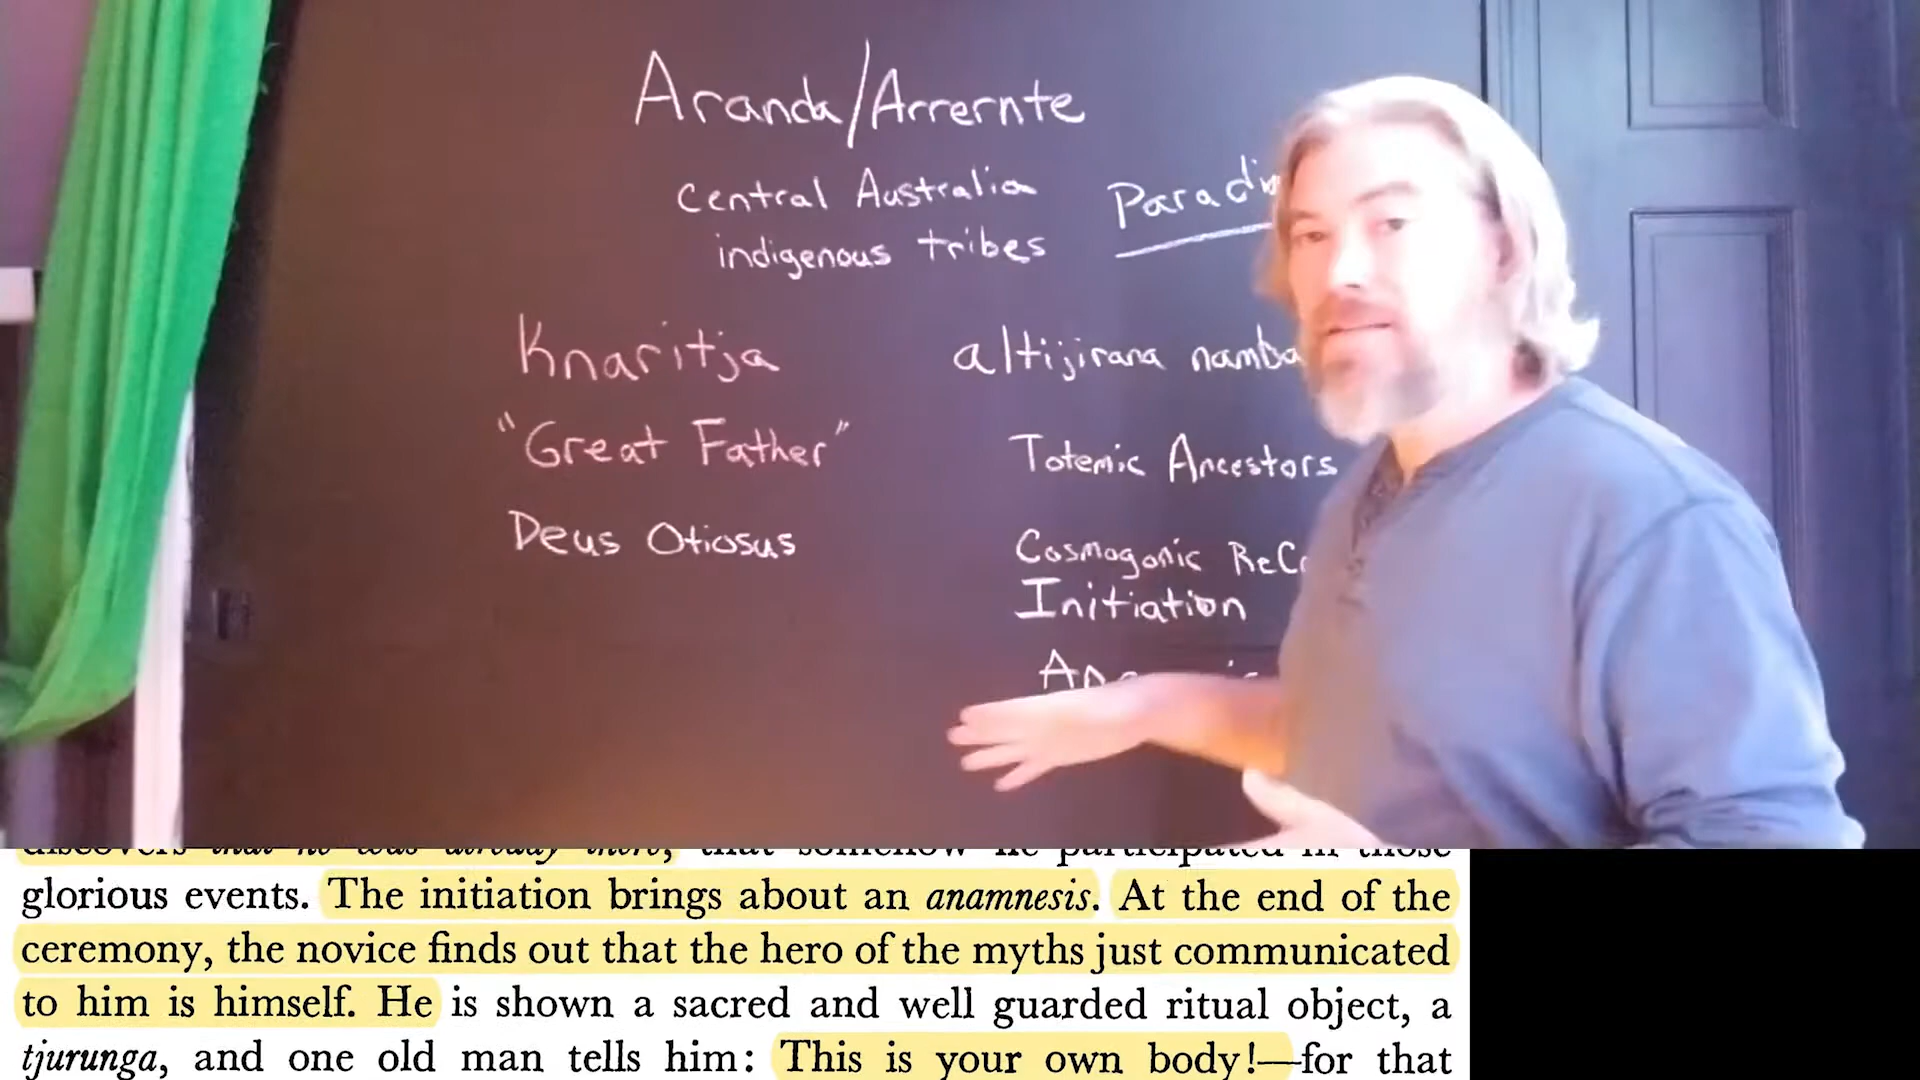 Aranda/Arrernte
Central Australia
indigenous tribes
Knaritja
"Great Father"
Deus Otiosus
altijirana namba
Totemic Ancestors
Cosmogonic
Initiation
glorious events. The initiation brings about an anamnesis. At the end of the
ceremony, the novice finds out that the hero of the myths just communicated
to him is himself. He is shown a sacred and well guarded ritual object, a
tjurunga, and one old man tells him: This is your own body!—for that